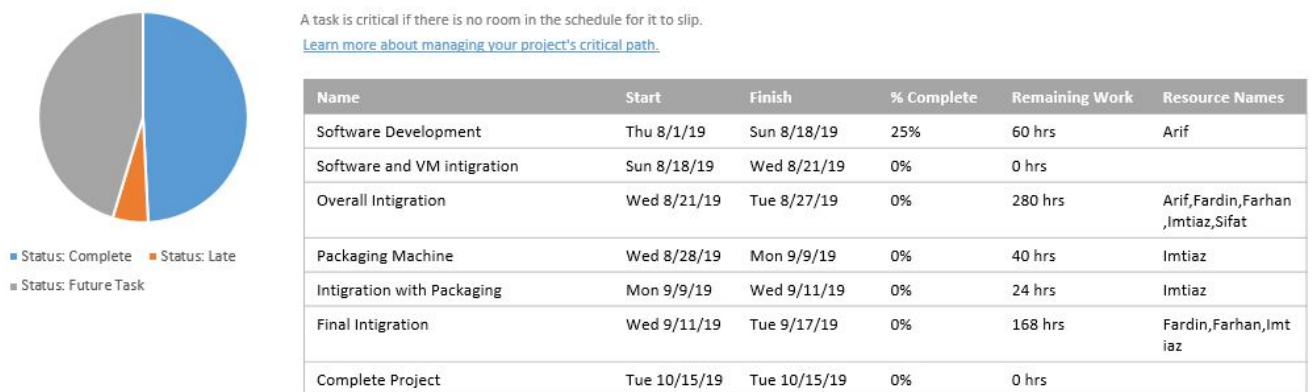 A task is critical if there is no room in the schedule for it to slip.
Learn more about managing your project's critical path.
Name Start Finish % Complete Remaining Work Resource Names
Software Development Thu 8/1/19 Sun 8/18/19 25% 60 hrs Arif
Software and VM intigration Sun 8/18/19 Wed 8/21/19 0% 0 hrs
Overall Intigration Wed 8/21/19 Tue 8/27/19 0% 280 hrs Arif,Fardin,Farhan
,Imtiaz,Sifat
Packaging Machine Wed 8/28/19 Mon 9/9/19 0% 40 hrs Imtiaz
Intigration with Packaging Mon 9/9/19 Wed 9/11/19 0% 24 hrs Imtiaz
Final Intigration Wed 9/11/19 Tue 9/17/19 0% 168 hrs Fardin,Farhan,Imt
iaz
Complete Project Tue 10/15/19 Tue 10/15/19 0% 0 hrs
Status: Complete Status: Late
Status: Future Task